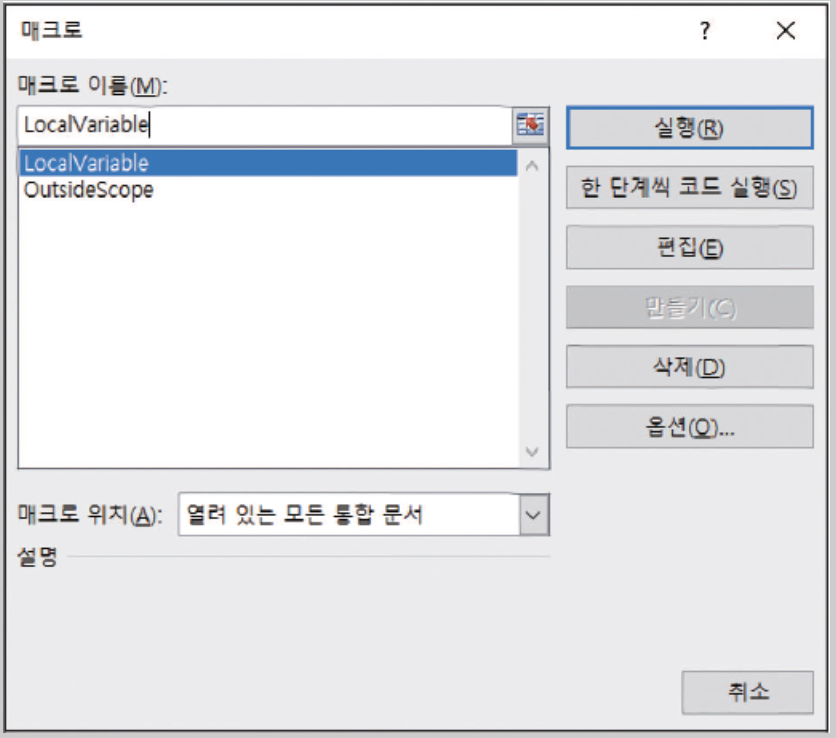 매크로
?
매크로 이름(M):
LocalVariable
LocalVariable
OutsideScope
실행(R)
한 단계씩 코드 실행(S)
편집(E)
만들기(C)
삭제(D)
옵션(O)...
매크로 위치(A):
열려 있는 모든 통합 문서
설명
취소